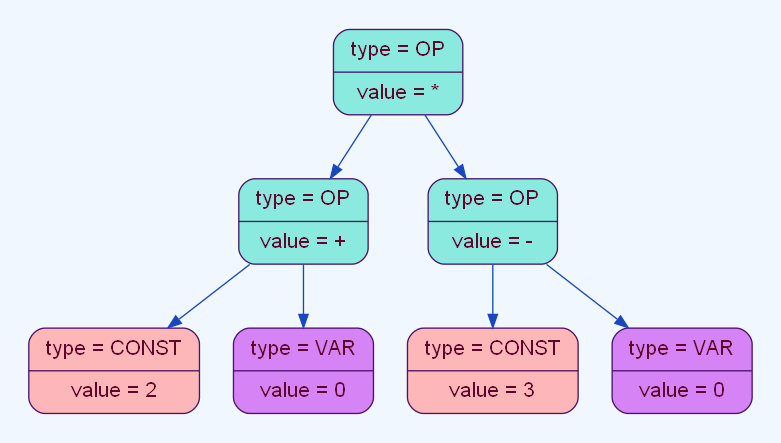 type = OP
value = *
type = OP
value = +
type = OP
value = -
type = CONST
value = 2
type = VAR
value = 0
type = CONST
value = 3
type = VAR
value = 0